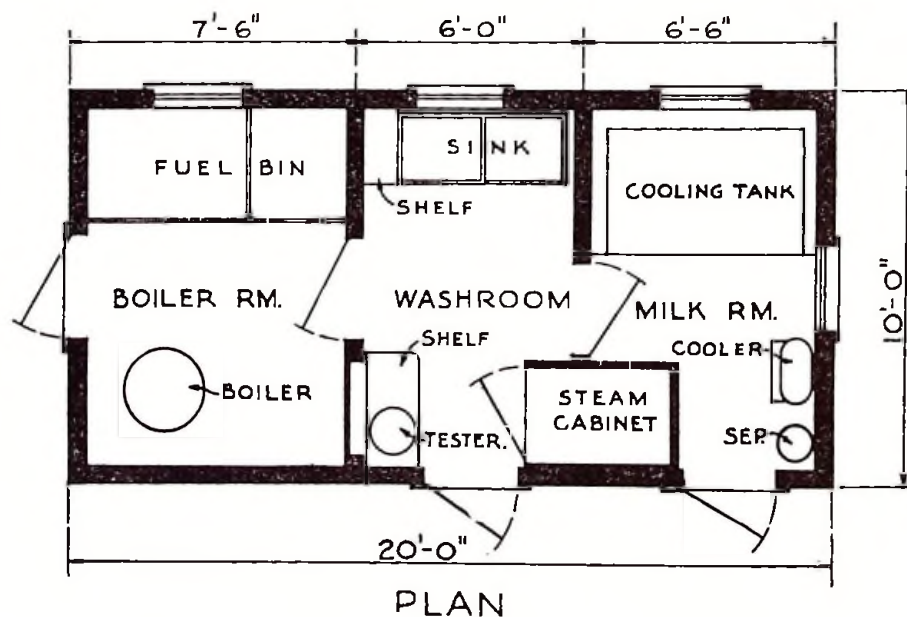 7'-6" 6'-0" 6'-6"
FUEL BIN
SINK
SHELF
COOLING TANK
10'-0"
BOILER RM.
WASHROOM
MILK RM.
SHELF
COOLER
BOILER
STEAM
CABINET
TESTER.
SEP.
20'-0"
PLAN